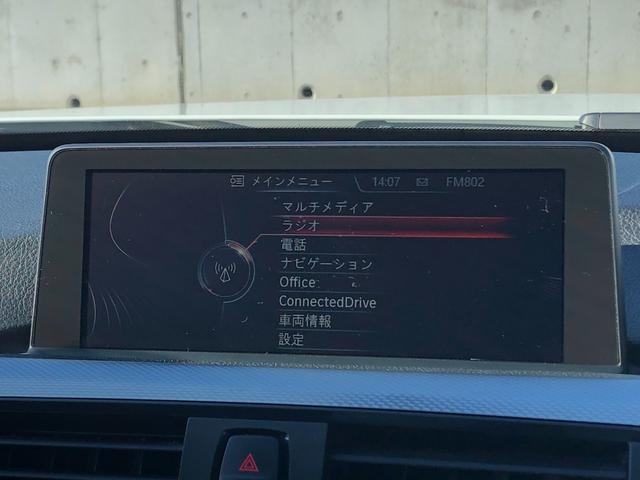 メインメニュー 14:07 FM802
マルチメディア
ラジオ
電話
ナビゲーション
Office
ConnectedDrive
車両情報
設定